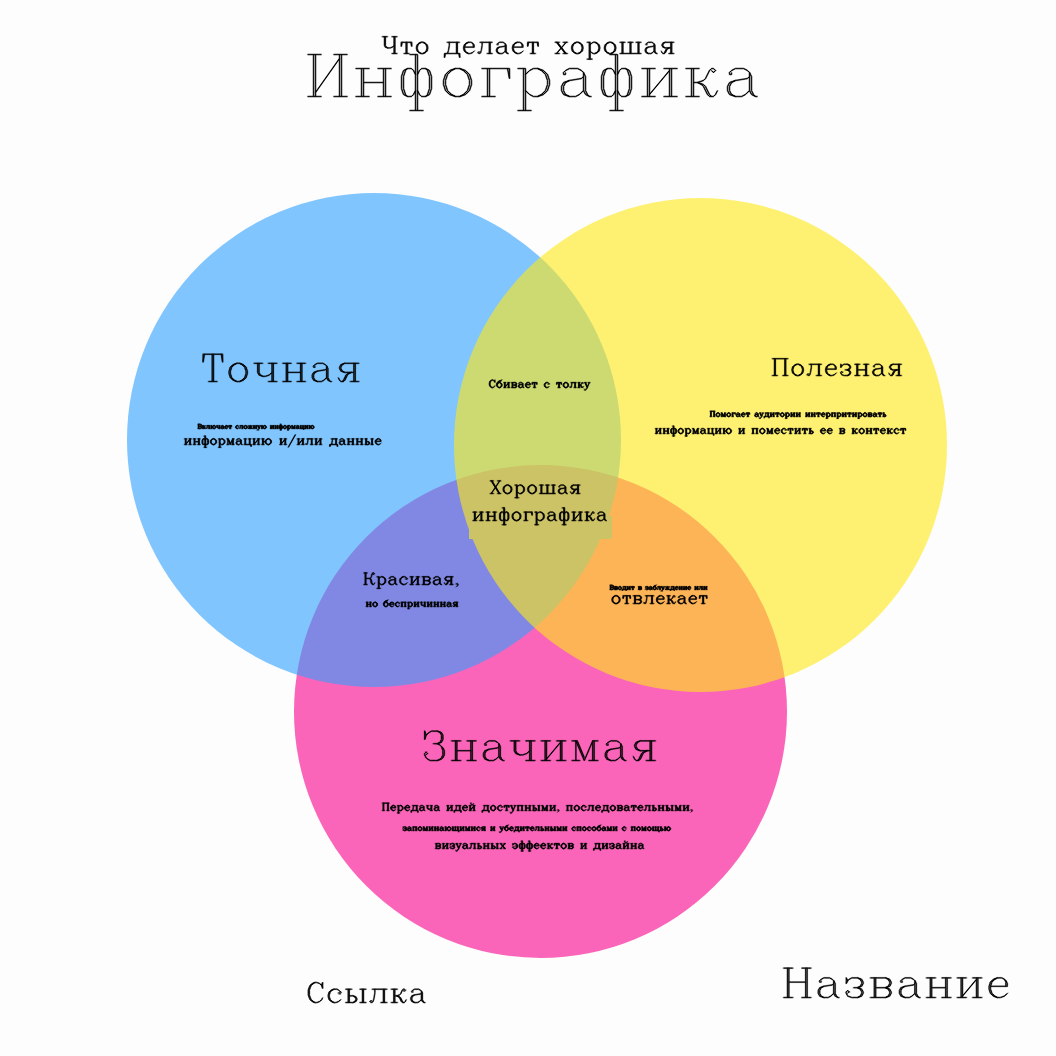 Что делает хорошая
Инфографика
Точная
Включает сложную информацию
информацию и/или данные
Сбивает с толку
Полезная
Помогает аудитории интерпритировать
информацию и поместить ее в контекст
Хорошая
инфографика
Красивая,
но беспричинная
Вводит в заблуждение или
отвлекает
Значимая
Передача идей доступными, последовательными,
запоминающимися и убедительными способами с помощью
визуальных эффеектов и дизайна
Ссылка
Название